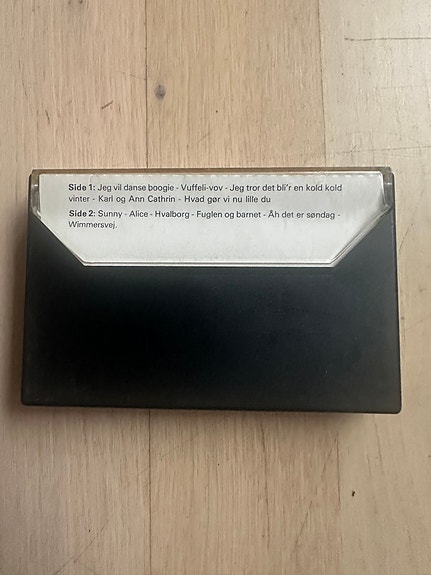 Side 1: Jeg vil danse boogie - Vuffeli-vov - Jeg tror det bli'r en kold kold
vinter - Karl og Ann Cathrin - Hvad gør vi nu lille du
Side 2: Sunny - Alice - Hvalborg - Fuglen og barnet - Åh det er søndag -
Wimmersvej.